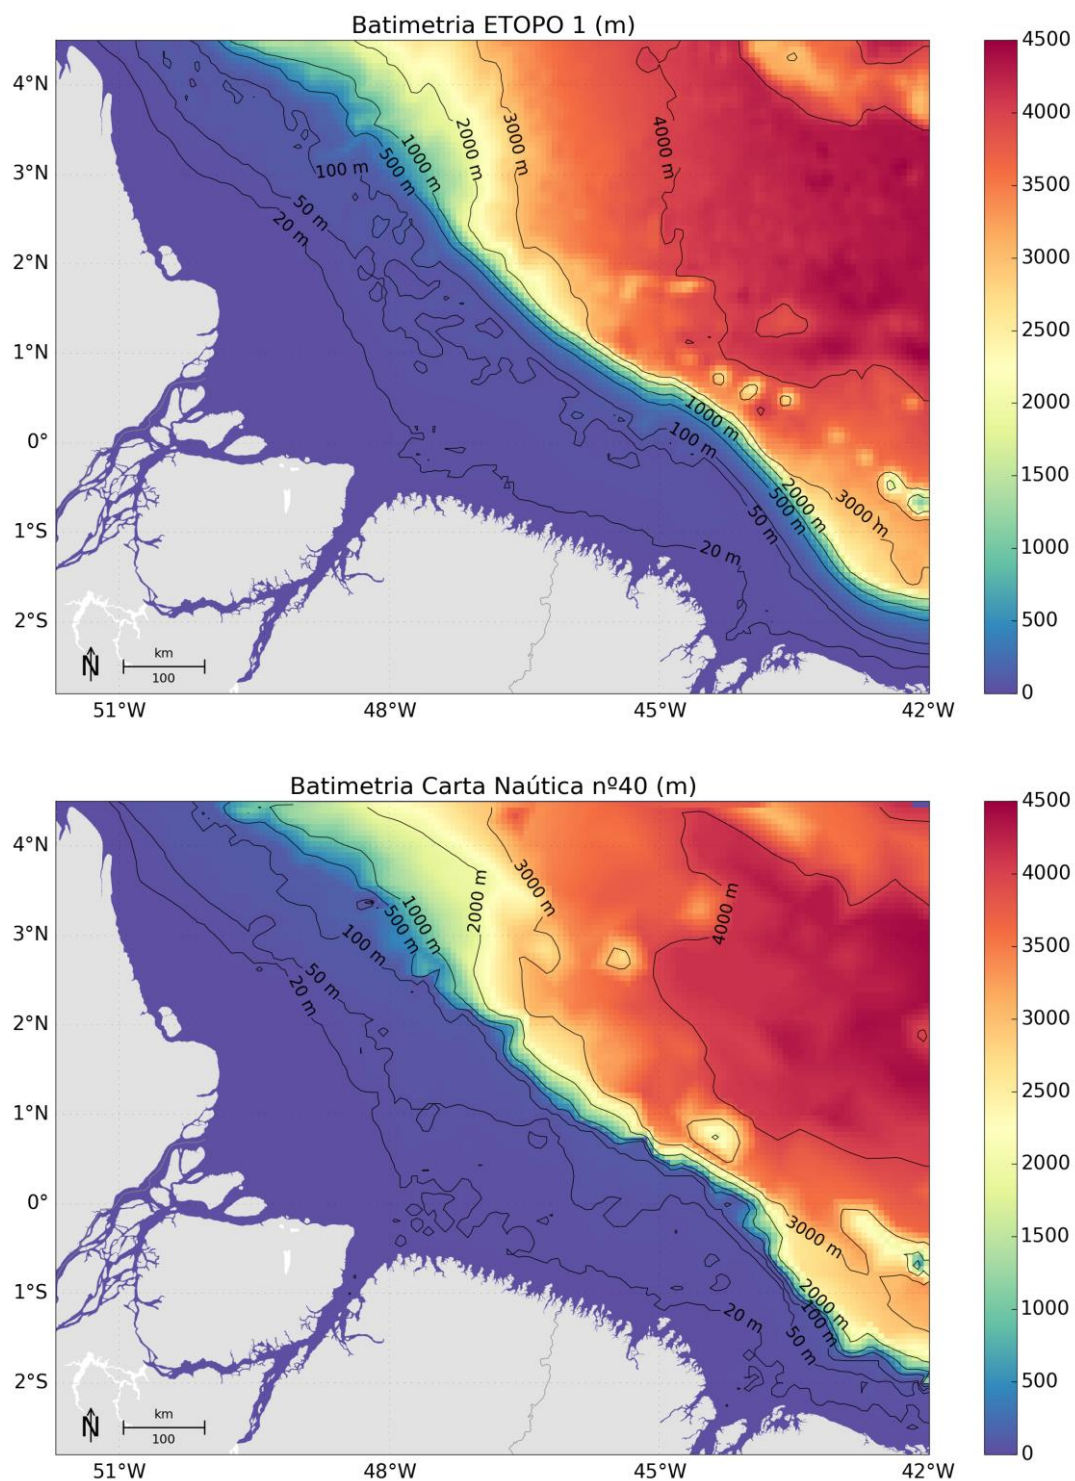 Batimetria ETOPO 1 (m)
4500
4°N
4000
3000 m
2000 m
4000 m
1000 m
3500
3°N
100 m
500 m
50 m
3000
20 m
2°N
2500
1°N
2000
1000 m
0°
100 m
1500
2000 m
3000 m
500 m
50 m
1000
1°S
20 m
2°S
500
N
km
100
0
51°W 48°W 45°W 42°W
Batimetria Carta Naútica nº40 (m)
4500
4°N
4000
3000 m
2000 m
4000 m
1000 m
3500
500 m
3°N
100 m
50 m
3000
20 m
2°N
2500
1°N
2000
0°
3000 m
1500
1°S
1000
2000 m
20 m
100 m
50 m
500
2°S
N
km
100
0
51°W 48°W 45°W 42°W